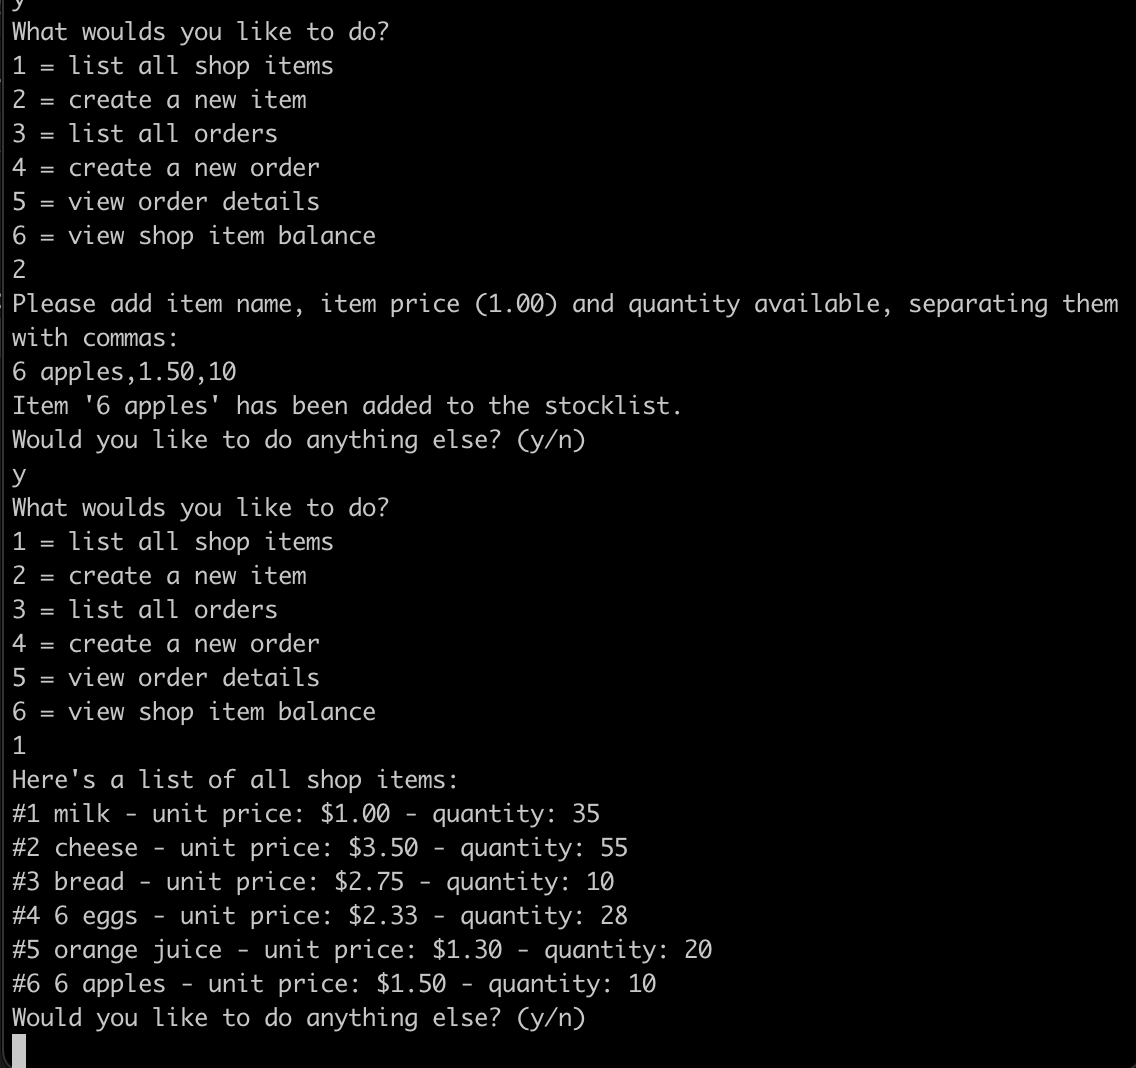 y
What woulds you like to do?
1 = list all shop items
2 = create a new item
3 = list all orders
4 = create a new order
5 = view order details
6 = view shop item balance
2
Please add item name, item price (1.00) and quantity available, separating them
with commas:
6 apples,1.50,10
Item '6 apples' has been added to the stocklist.
Would you like to do anything else? (y/n)
y
What woulds you like to do?
1 = list all shop items
2 = create a new item
3 = list all orders
4 = create a new order
5 = view order details
6 = view shop item balance
1
Here's a list of all shop items:
#1 milk - unit price: $1.00 - quantity: 35
#2 cheese - unit price: $3.50 - quantity: 55
#3 bread - unit price: $2.75 - quantity: 10
#4 6 eggs - unit price: $2.33 - quantity: 28
#5 orange juice - unit price: $1.30 - quantity: 20
#6 6 apples - unit price: $1.50 - quantity: 10
Would you like to do anything else? (y/n)